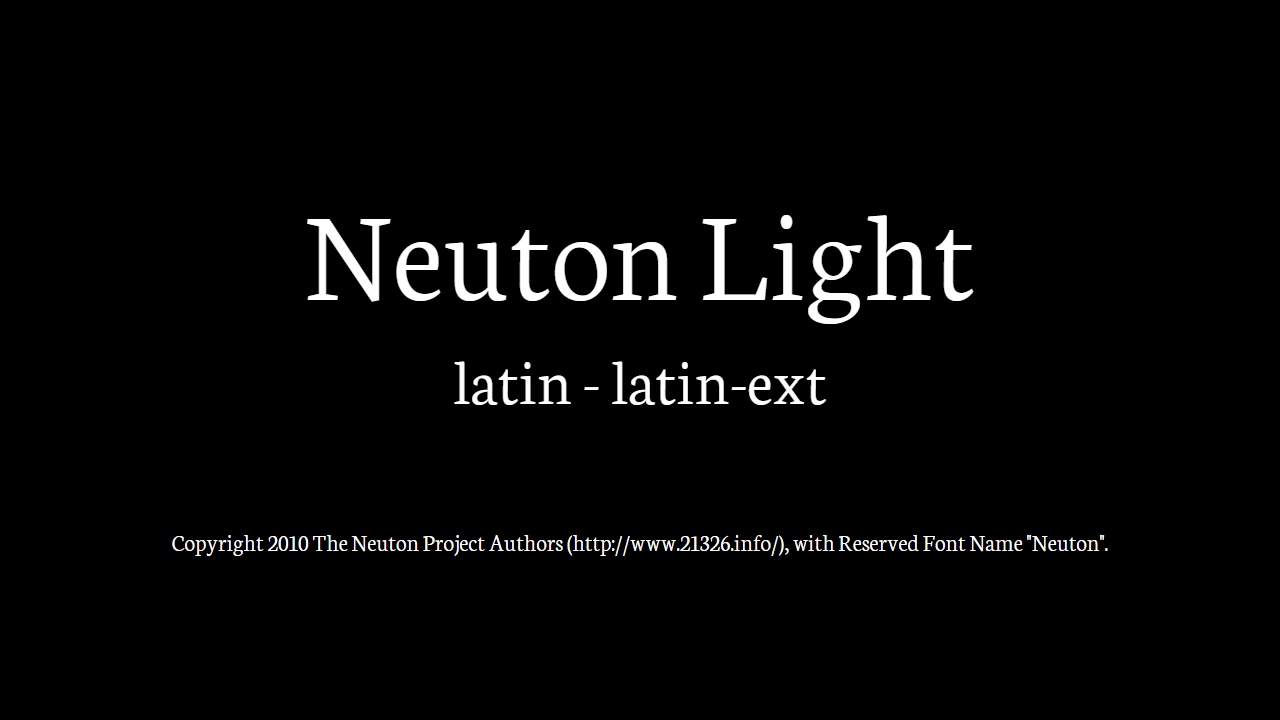 Neuton Light
latin - latin-ext
Copyright 2010 The Neuton Project Authors (http://www.21326.info/), with Reserved Font Name "Neuton".